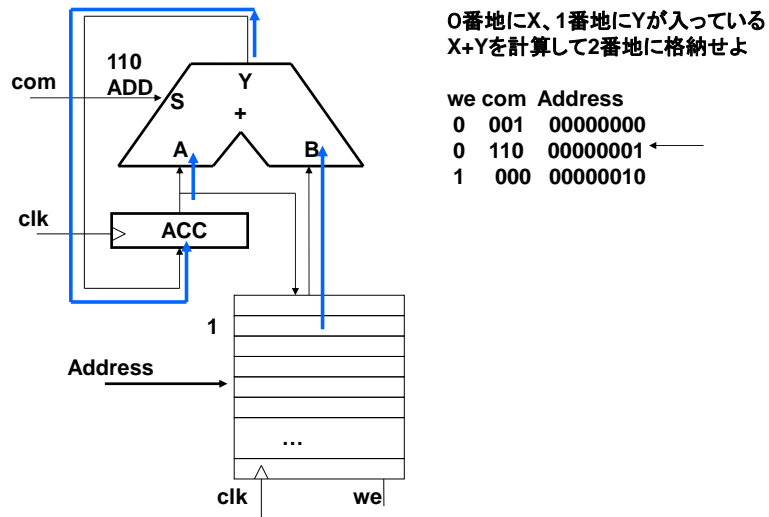 0番地にX、1番地にYが入っている
X+Yを計算して2番地に格納せよ
110
ADD
com
S
Y
+
A
B
we com Address
0 001 00000000
0 110 00000001
1 000 00000010
clk
ACC
1
Address
…
clk
we